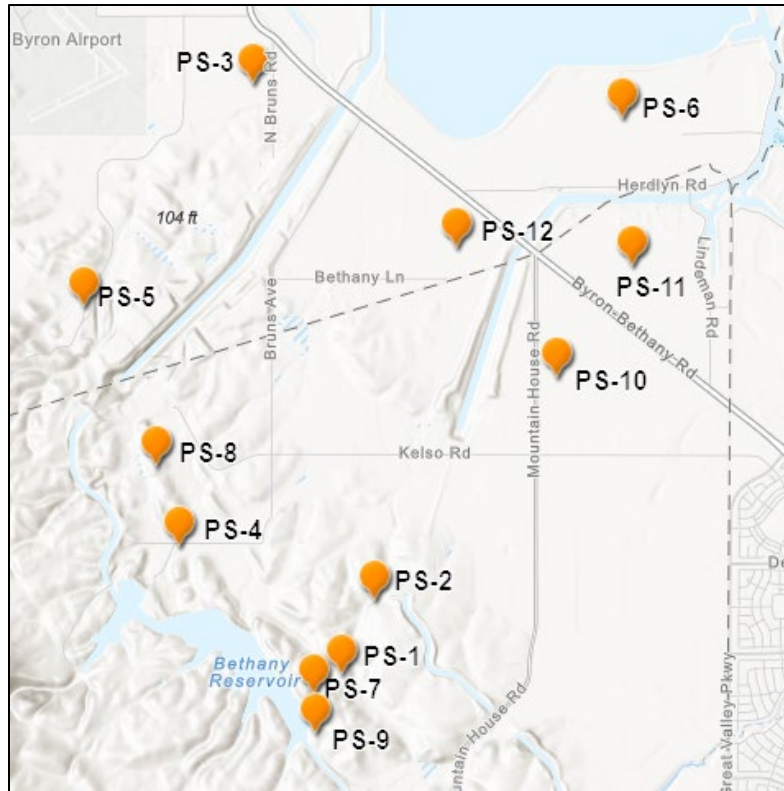 Byron Airport
PS-3
N Bruns Rd
PS-6
Herdlyn Rd
104 ft
PS-12
PS-11
Lindeman Rd
Bethany Ln
PS-5
Bruns Ave
Byron-Bethany Rd
Mountain House Rd
PS-10
PS-8
Kelso Rd
PS-4
PS-2
De
PS-1
Bethany
Reservoir
PS-7
PS-9
untain House Rd
Great Valley Pkwy